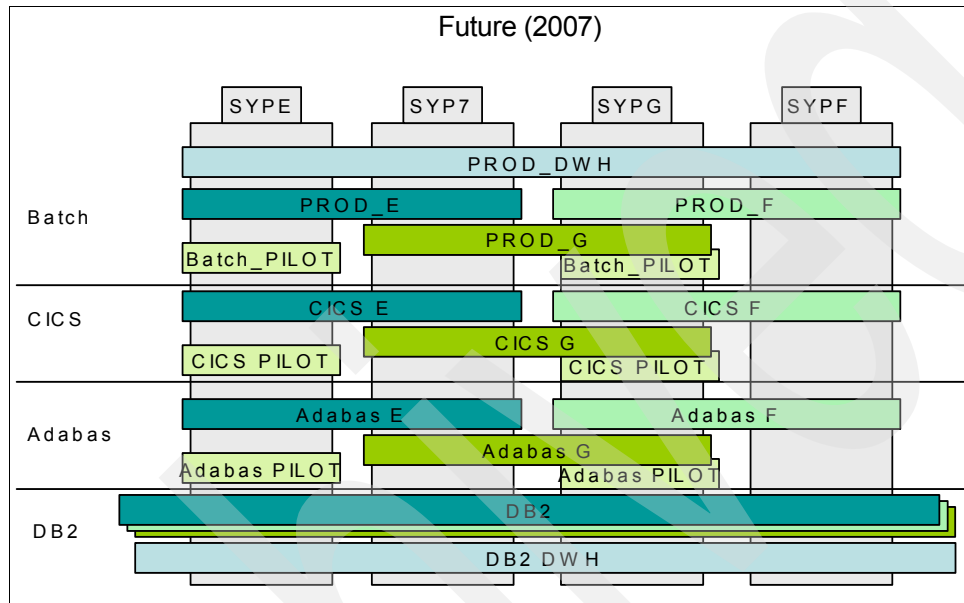 Future (2007)
SYPE SYP7 SYPG SYPF
PROD_DWH
Batch
PROD_E PROD_F
PROD_G
Batch_PILOT Batch_PILOT
CICS
CICS E CICS F
CICS G
CICS PILOT CICS PILOT
Adabas
Adabas E Adabas F
Adabas G
Adabas PILOT Adabas PILOT
DB2
DB2
DB2 DWH